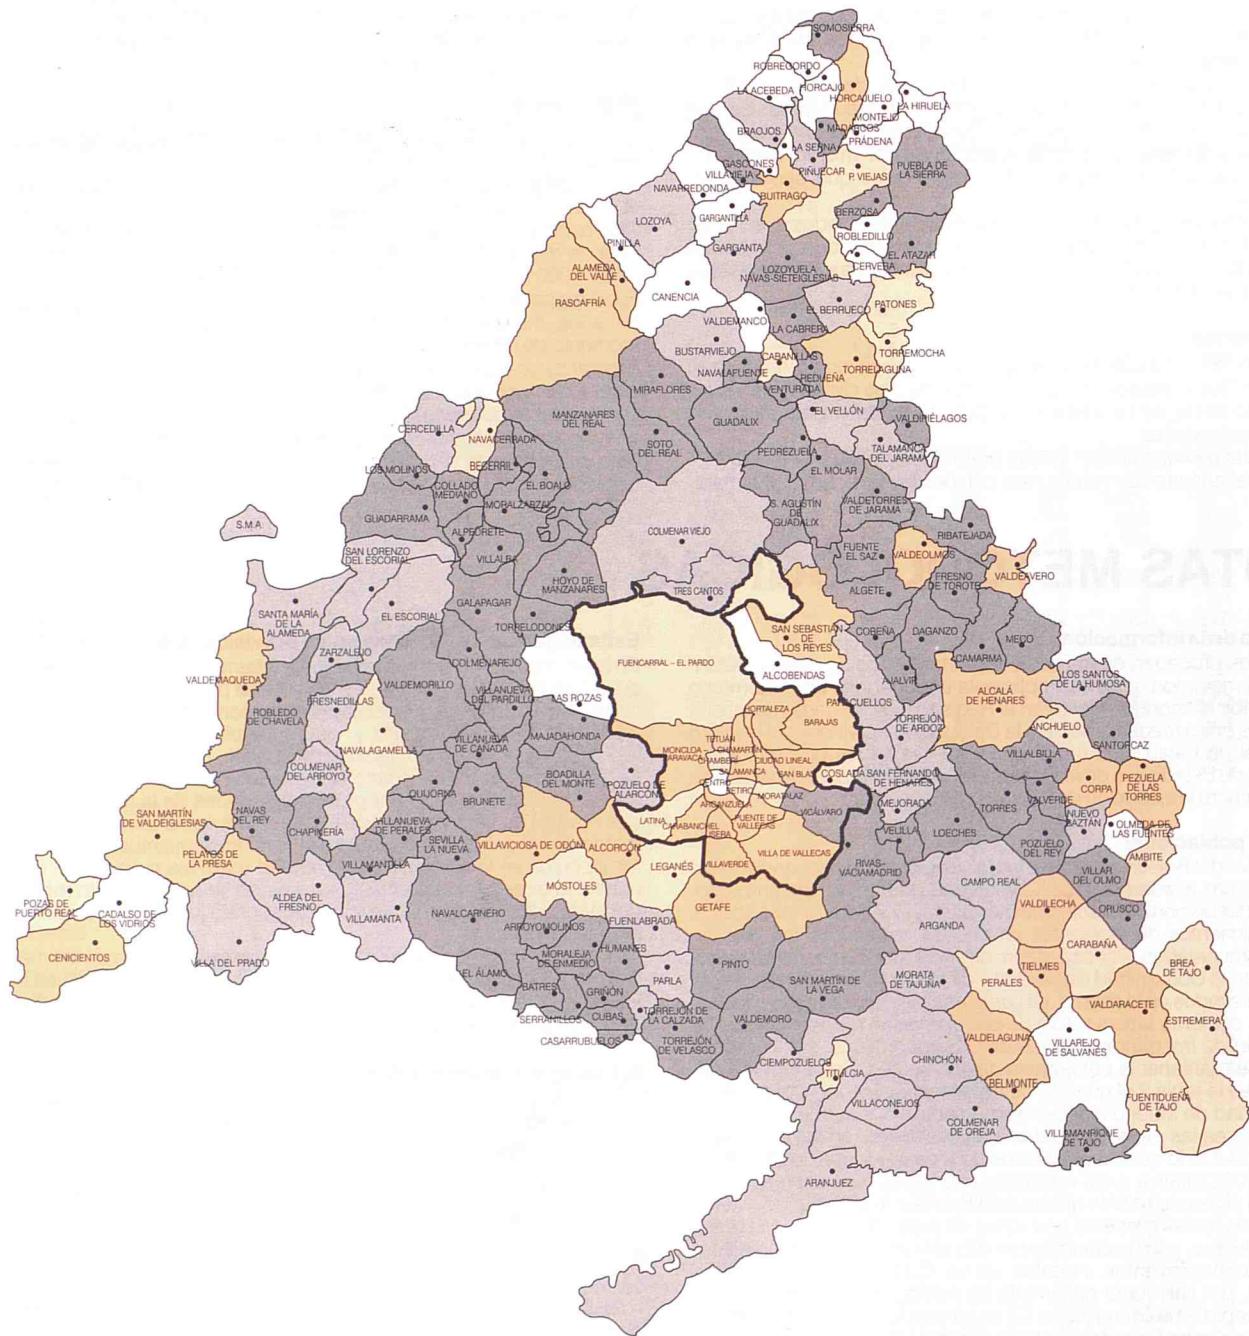 SOMOSIERRA
ROBREGORDO
HORCAJO
LA ACEBEDA
HORCAJUELO
LA HIRUELA
MONTEJO
BRAOJOS
MADARCOS
PRÁDENA
LA SERNA
GASCONES
PIÑUECAR
P. VIEJAS
PUEBLA DE
LA SIERRA
VILLAVIEJA
NAVARREDONDA
BUITRAGO
BERZOSA
GARGANTILLA
LOZOYA
ROBLEDILLO
PINILLA
GARGANTA
EL ATAZAR
CERVERA
ALAMEDA
DEL VALLE
LOZOYUELA
NAVAS-SIETEIGLESIAS
RASCAFRÍA
CANENCIA
EL BERRUECO
PATONES
VALDEMANCO
LA CABRERA
BUSTARVIEJO
CABANILLAS
TORREMOCHA
TORRELAGUNA
NAVALAFUENTE
REDUEÑA
MIRAFLORES
VENTURADA
EL VELLÓN
VALDEPIÉLAGOS
CERCEDILLA
NAVACERRADA
MANZANARES
DEL REAL
SOTO
DEL REAL
GUADALIX
PEDREZUELA
TALAMANCA
DEL JARAMA
BECERRIL
LOS MOLINOS
EL BOALO
EL MOLAR
COLLADO
MEDIANO
MORALZARZAL
GUADARRAMA
VALDETORRES
DE JARAMA
S. AGUSTÍN
DE
GUADALIX
S.M.A.
ALPEDRETE
COLMENAR VIEJO
RIBATEJADA
VILLALBA
SAN LORENZO
DEL ESCORIAL
FUENTE
EL SAZ
VALDEOLMOS
VALDEAVERO
HOYO DE
MANZANARES
FRESNO
DE TOROTE
TRES CANTOS
ALGETE
SANTA MARÍA
DE LA
ALAMEDA
EL ESCORIAL
GALAPAGAR
TORRELODONES
SAN SEBASTIÁN
DE
LOS REYES
COBEÑA
DAGANZO
MECO
CAMARMA
ZARZALEJO
FUENCARRAL – EL PARDO
COLMENAREJO
ALCOBENDAS
VALDEMAQUEDA
FRESNEDILLAS
VALDEMORILLO
VILLANUEVA
DEL PARDILLO
LAS ROZAS
AJALVIR
LOS SANTOS
DE LA HUMOSA
ALCALÁ
DE HENARES
ROBLEDO
DE CHAVELA
PARACUELLOS
HORTALEZA
BARAJAS
TORREJÓN
DE ARDOZ
ANCHUELO
NAVALAGAMELLA
VILLANUEVA
DE CAÑADA
MAJADAHONDA
TETUÁN
CHAMARTÍN
MONCLOA –
ARAVACA
CHAMBERÍ
CIUDAD LINEAL
VILLALBILLA
SANTORCAZ
COLMENAR
DEL ARROYO
BOADILLA
DEL MONTE
POZUELO
DE ALARCÓN
SALAMANCA
SAN BLAS
COSLADA
SAN FERNANDO
DE HENARES
CENTRO
RETIRO
MORATALAZ
CORPA
PEZUELA DE
LAS TORRES
QUIJORNA
BRUNETE
MEJORADA
TORRES
VALVERDE
NUEVO
BAZTÁN
SAN MARTÍN
DE VALDEIGLESIAS
NAVAS
DEL REY
CHAPINERÍA
VILLANUEVA
DE PERALES
LATINA
ARGANZUELA
PUENTE DE
VALLECAS
VICÁLVARO
CARABANCHEL
USERA
VELILLA
LOECHES
POZUELO
DEL REY
OLMEDA DE
LAS FUENTES
PELAYOS DE
LA PRESA
SEVILLA
LA NUEVA
VILLAVICIOSA DE ODÓN
ALCORCÓN
VILLAVERDE
VILLA DE VALLECAS
VILLAMANTILLA
LEGANÉS
RIVAS-
VACIAMADRID
CAMPO REAL
VILLAR
DEL OLMO
AMBITE
MÓSTOLES
POZAS DE
PUERTO REAL
CADALSO DE
LOS VIDRIOS
ALDEA DEL
FRESNO
VILLAMANTA
NAVALCARNERO
GETAFE
VALDILECHA
ORUSCO
FUENLABRADA
ARGANDA
ARROYOMOLINOS
CENICIENTOS
VILLA DEL PRADO
MORALEJA
DE ENMEDIO
HUMANES
CARABAÑA
PINTO
EL ÁLAMO
BATRES
GRIÑÓN
PARLA
SAN MARTÍN DE
LA VEGA
MORATA
DE TAJUÑA
PERALES
TIELMES
BREA
DE TAJO
SERRANILLOS
CUBAS
TORREJÓN DE
LA CALZADA
VALDARACETE
ESTREMERA
CASARRUBUELOS
TORREJÓN
DE VELASCO
VALDEMORO
VALDELAGUNA
VILLAREJO
DE SALVANÉS
CIEMPOZUELOS
TITULCIA
CHINCHÓN
BELMONTE
FUENTIDUEÑA
DE TAJO
VILLACONEJOS
COLMENAR
DE OREJA
VILLAMANRIQUE
DE TAJO
ARANJUEZ